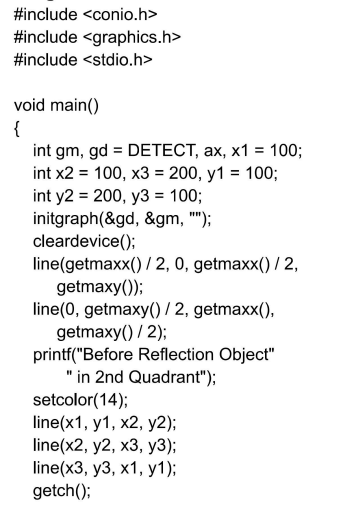 #include <conio.h>
#include <graphics.h>
#include <stdio.h>

void main()
{
    int gm, gd = DETECT, ax, x1 = 100;
    int x2 = 100, x3 = 200, y1 = 100;
    int y2 = 200, y3 = 100;
    initgraph(&gd, &gm, "");
    cleardevice();
    line(getmaxx() / 2, 0, getmaxx() / 2,
        getmaxy());
    line(0, getmaxy() / 2, getmaxx(),
        getmaxy() / 2);
    printf("Before Reflection Object"
        " in 2nd Quadrant");
    setcolor(14);
    line(x1, y1, x2, y2);
    line(x2, y2, x3, y3);
    line(x3, y3, x1, y1);
    getch();